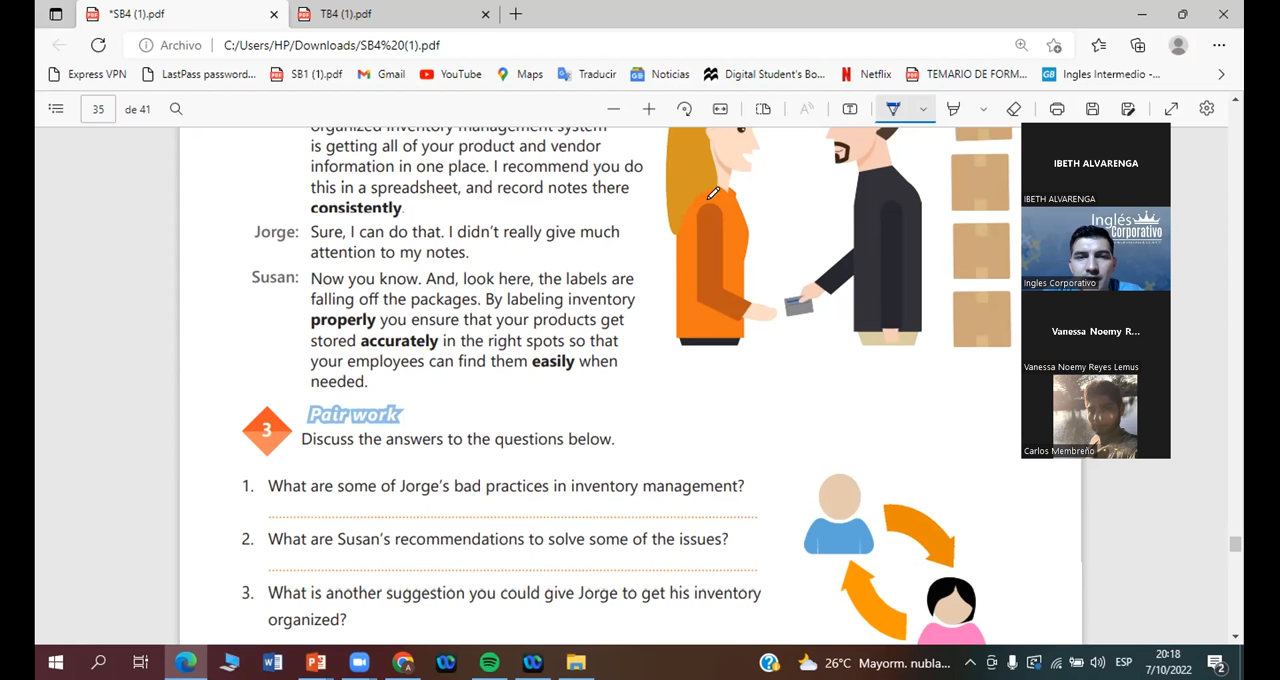 *SB4 (1).pdf
TB4 (1).pdf
Archivo
C:/Users/HP/Downloads/SB4%20(1).pdf
Express VPN
LastPass password...
SB1 (1).pdf
Gmail
YouTube
Maps
Traducir
Noticias
Digital Student's Bo...
Netflix
TEMARIO DE FORM...
Ingles Intermedio -...
35 de 41
organized inventory management system
is getting all of your product and vendor
information in one place. I recommend you do
this in a spreadsheet, and record notes there
consistently.
Jorge: Sure, I can do that. I didn't really give much
attention to my notes.
Susan: Now you know. And, look here, the labels are
falling off the packages. By labeling inventory
properly you ensure that your products get
stored accurately in the right spots so that
your employees can find them easily when
needed.
3 Pair work
Discuss the answers to the questions below.
1. What are some of Jorge's bad practices in inventory management?
2. What are Susan's recommendations to solve some of the issues?
3. What is another suggestion you could give Jorge to get his inventory
organized?
IBETH ALVARENGA
IBETH ALVARENGA
Inglés
Corporativo
Ingles Corporativo
Vanessa Noemy R...
Vanessa Noemy Reyes Lemus
Carlos Membreño
26°C Mayorm. nubla...
ESP
20:18
7/10/2022
2